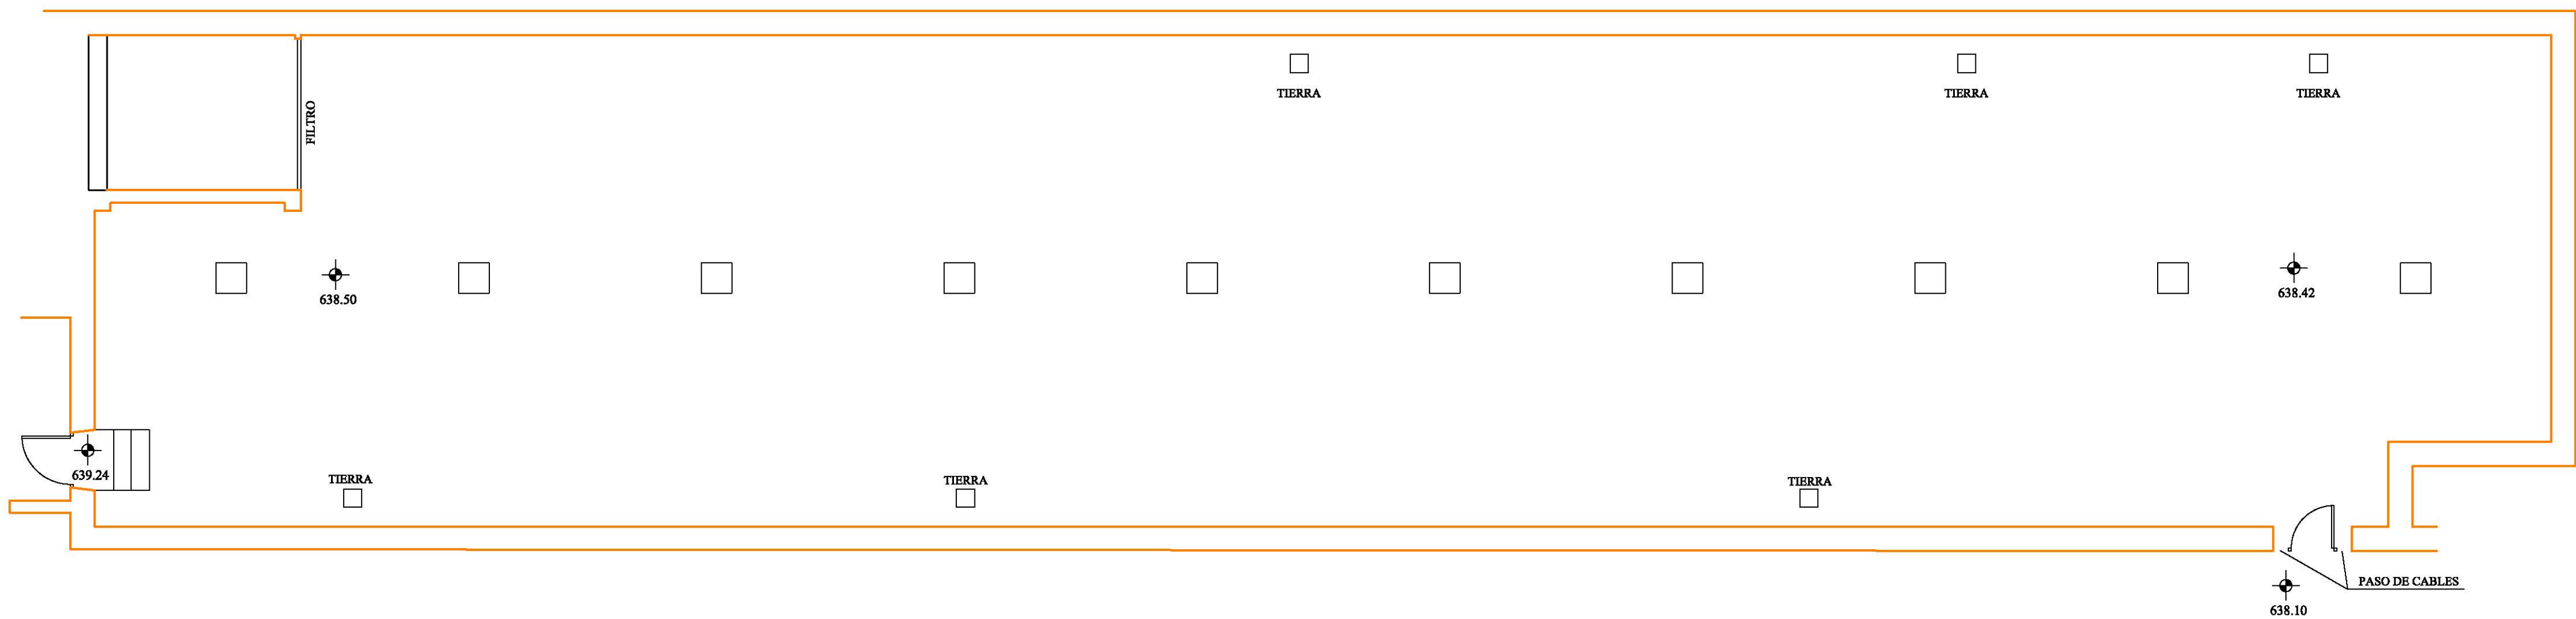 TIERRA
TIERRA
TIERRA
FILTRO
638.50
638.42
639.24
TIERRA
TIERRA
TIERRA
PASO DE CABLES
638.10